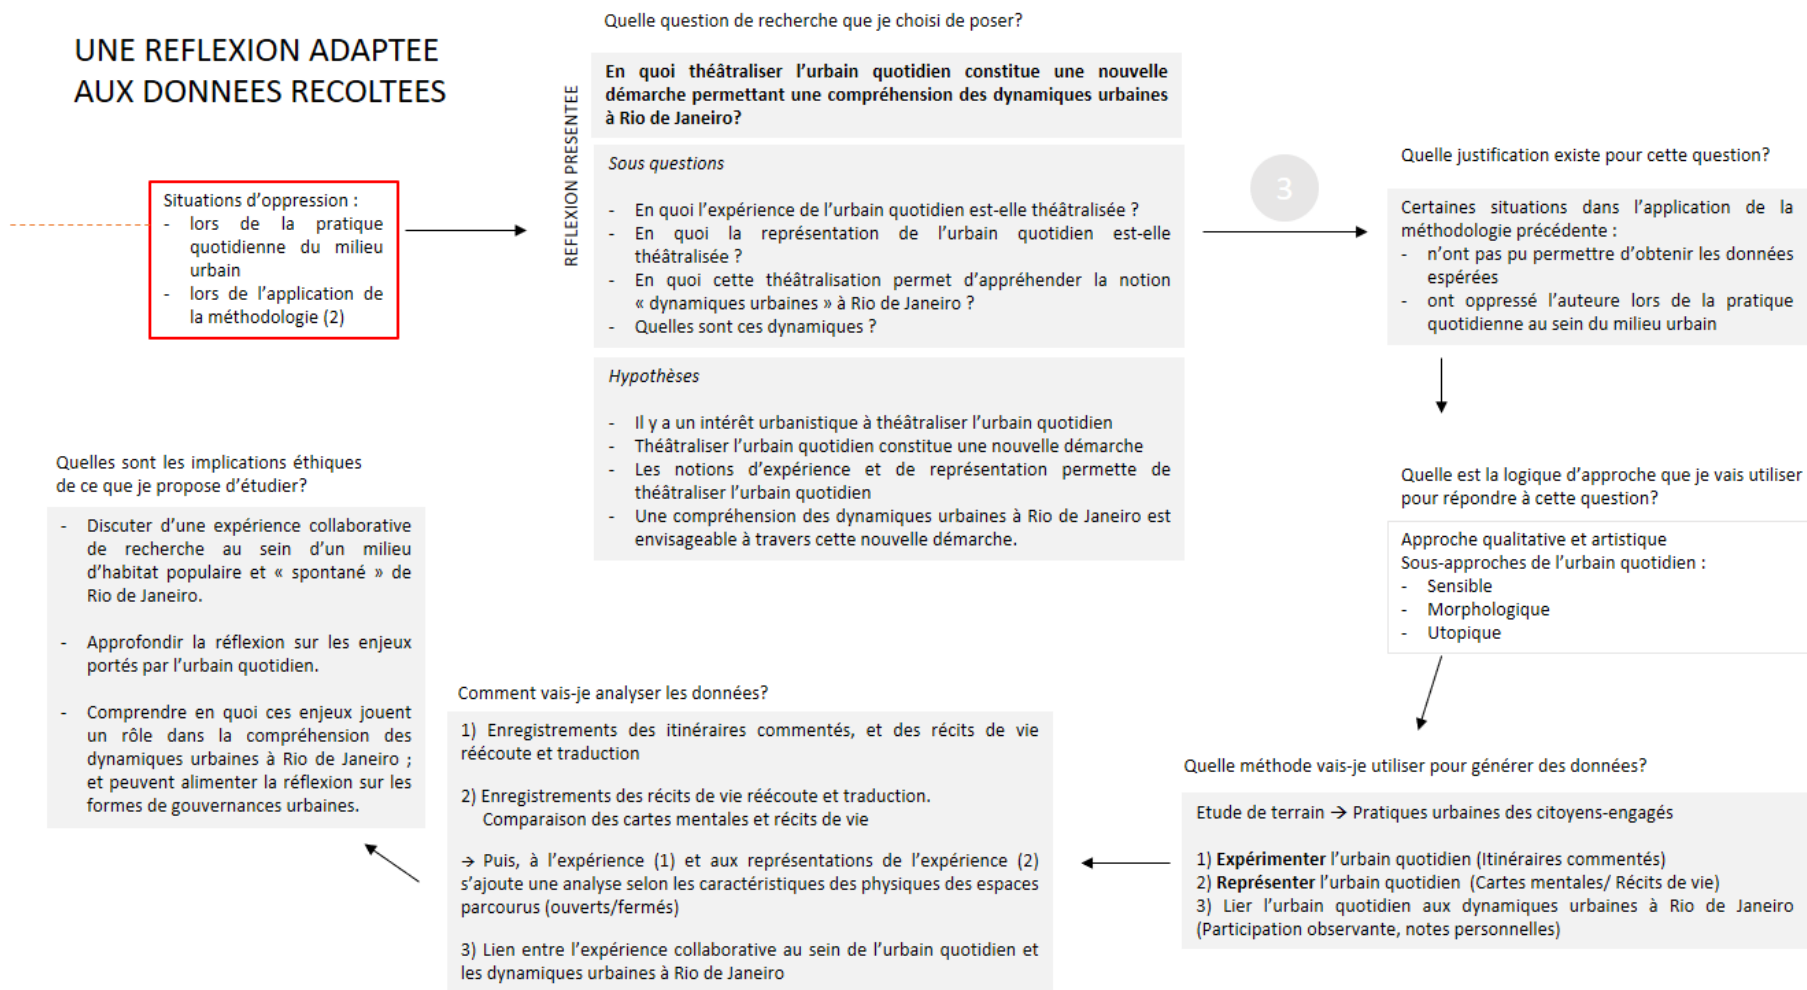 UNE REFLEXION ADAPTEE
AUX DONNEES RECOLTEES
Situations d'oppression :
- lors de la pratique
quotidienne du milieu
urbain
- lors de l'application de
la méthodologie (2)
REFLEXION PRESENTEE
Quelle question de recherche que je choisi de poser?
En quoi théâtraliser l'urbain quotidien constitue une nouvelle
démarche permettant une compréhension des dynamiques urbaines
à Rio de Janeiro?
Sous questions
- En quoi l'expérience de l'urbain quotidien est-elle théâtralisée ?
- En quoi la représentation de l'urbain quotidien est-elle
théâtralisée ?
- En quoi cette théâtralisation permet d'appréhender la notion
« dynamiques urbaines » à Rio de Janeiro ?
- Quelles sont ces dynamiques ?
Hypothèses
- Il y a un intérêt urbanistique à théâtraliser l'urbain quotidien
- Théâtraliser l'urbain quotidien constitue une nouvelle démarche
- Les notions d'expérience et de représentation permette de
théâtraliser l'urbain quotidien
- Une compréhension des dynamiques urbaines à Rio de Janeiro est
envisageable à travers cette nouvelle démarche.
3
Quelle justification existe pour cette question?
Certaines situations dans l'application de la
méthodologie précédente :
- n'ont pas pu permettre d'obtenir les données
espérées
- ont oppressé l'auteure lors de la pratique
quotidienne au sein du milieu urbain
Quelle est la logique d'approche que je vais utiliser
pour répondre à cette question?
Approche qualitative et artistique
Sous-approches de l'urbain quotidien :
- Sensible
- Morphologique
- Utopique
Quelle méthode vais-je utiliser pour générer des données?
Etude de terrain → Pratiques urbaines des citoyens-engagés
1) Expérimenter l'urbain quotidien (Itinéraires commentés)
2) Représenter l'urbain quotidien (Cartes mentales/ Récits de vie)
3) Lier l'urbain quotidien aux dynamiques urbaines à Rio de Janeiro
(Participation observante, notes personnelles)
Comment vais-je analyser les données?
1) Enregistrements des itinéraires commentés, et des récits de vie
réécoute et traduction
2) Enregistrements des récits de vie réécoute et traduction.
Comparaison des cartes mentales et récits de vie
→ Puis, à l'expérience (1) et aux représentations de l'expérience (2)
s'ajoute une analyse selon les caractéristiques des physiques des espaces
parcourus (ouverts/fermés)
3) Lien entre l'expérience collaborative au sein de l'urbain quotidien et
les dynamiques urbaines à Rio de Janeiro
Quelles sont les implications éthiques
de ce que je propose d'étudier?
- Discuter d'une expérience collaborative
de recherche au sein d'un milieu
d'habitat populaire et « spontané » de
Rio de Janeiro.
- Approfondir la réflexion sur les enjeux
portés par l'urbain quotidien.
- Comprendre en quoi ces enjeux jouent
un rôle dans la compréhension des
dynamiques urbaines à Rio de Janeiro ;
et peuvent alimenter la réflexion sur les
formes de gouvernances urbaines.